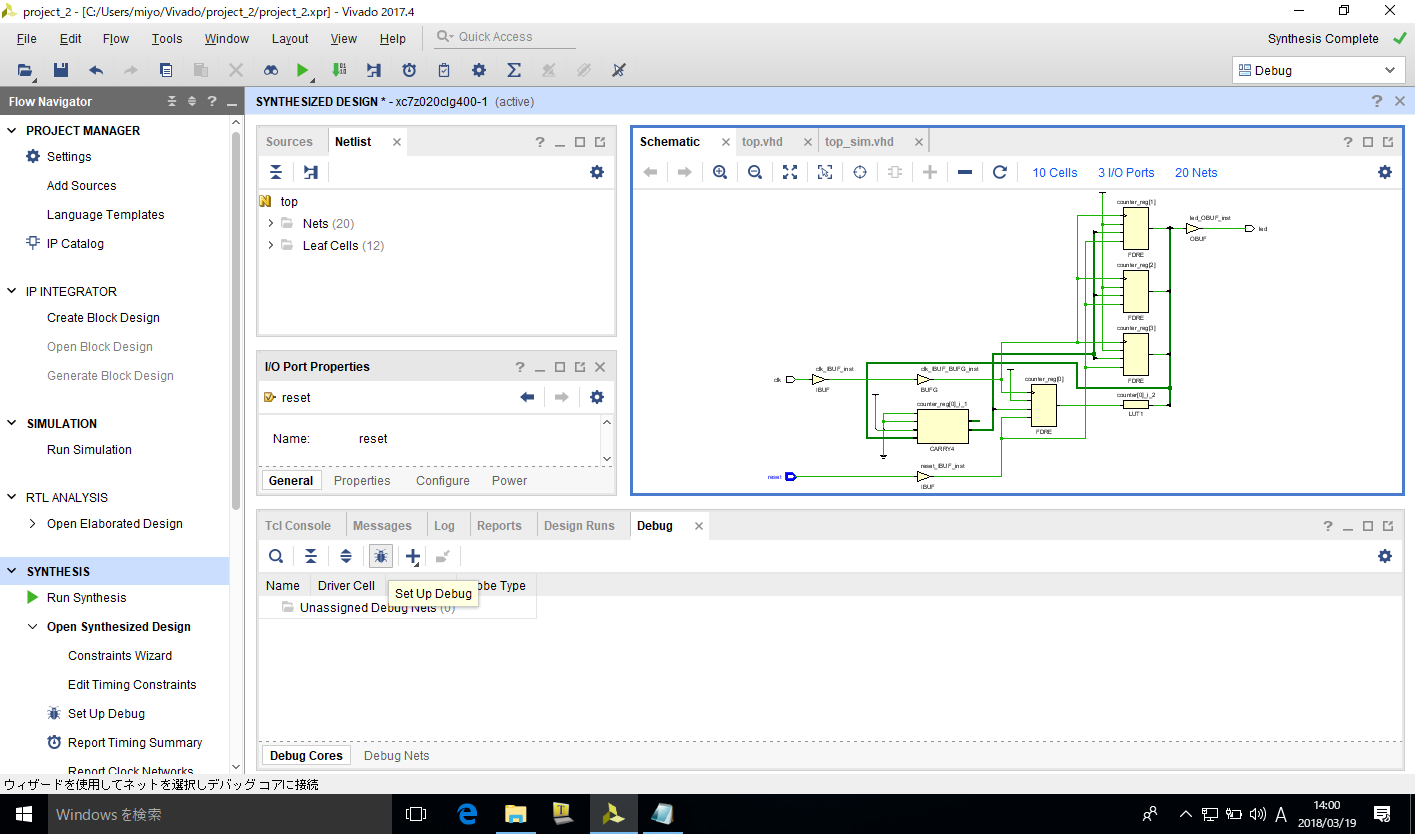 project_2 - [C:/Users/miyo/Vivado/project_2/project_2.xpr] - Vivado 2017.4
File Edit Flow Tools Window Layout View Help Quick Access
Synthesis Complete
Debug
Flow Navigator
SYNTHESIZED DESIGN * - xc7z020clg400-1 (active)
PROJECT MANAGER
Settings
Add Sources
Language Templates
IP Catalog
IP INTEGRATOR
Create Block Design
Open Block Design
Generate Block Design
SIMULATION
Run Simulation
RTL ANALYSIS
Open Elaborated Design
SYNTHESIS
Run Synthesis
Open Synthesized Design
Constraints Wizard
Edit Timing Constraints
Set Up Debug
Report Timing Summary
Report Clock Networks
Sources Netlist
top
Nets (20)
Leaf Cells (12)
I/O Port Properties
reset
Name: reset
General Properties Configure Power
Schematic top.vhd top_sim.vhd
10 Cells 3 I/O Ports 20 Nets
counter_reg[1]
FDRE
led_OBUF_inst
OBUF
led
counter_reg[2]
FDRE
counter_reg[3]
FDRE
clk
clk_IBUF_inst
IBUF
clk_IBUF_BUFG_inst
BUFG
counter_reg[0]
FDRE
counter[0]_i_2
LUT1
counter_reg[0]_i_1
CARRY4
reset
reset_IBUF_inst
IBUF
Tcl Console Messages Log Reports Design Runs Debug
Name Driver Cell Type
Set Up Debug
Unassigned Debug Nets (0)
Debug Cores Debug Nets
ウィザードを使用してネットを選択しデバッグ コアに接続
Windows を検索
A
14:00
2018/03/19